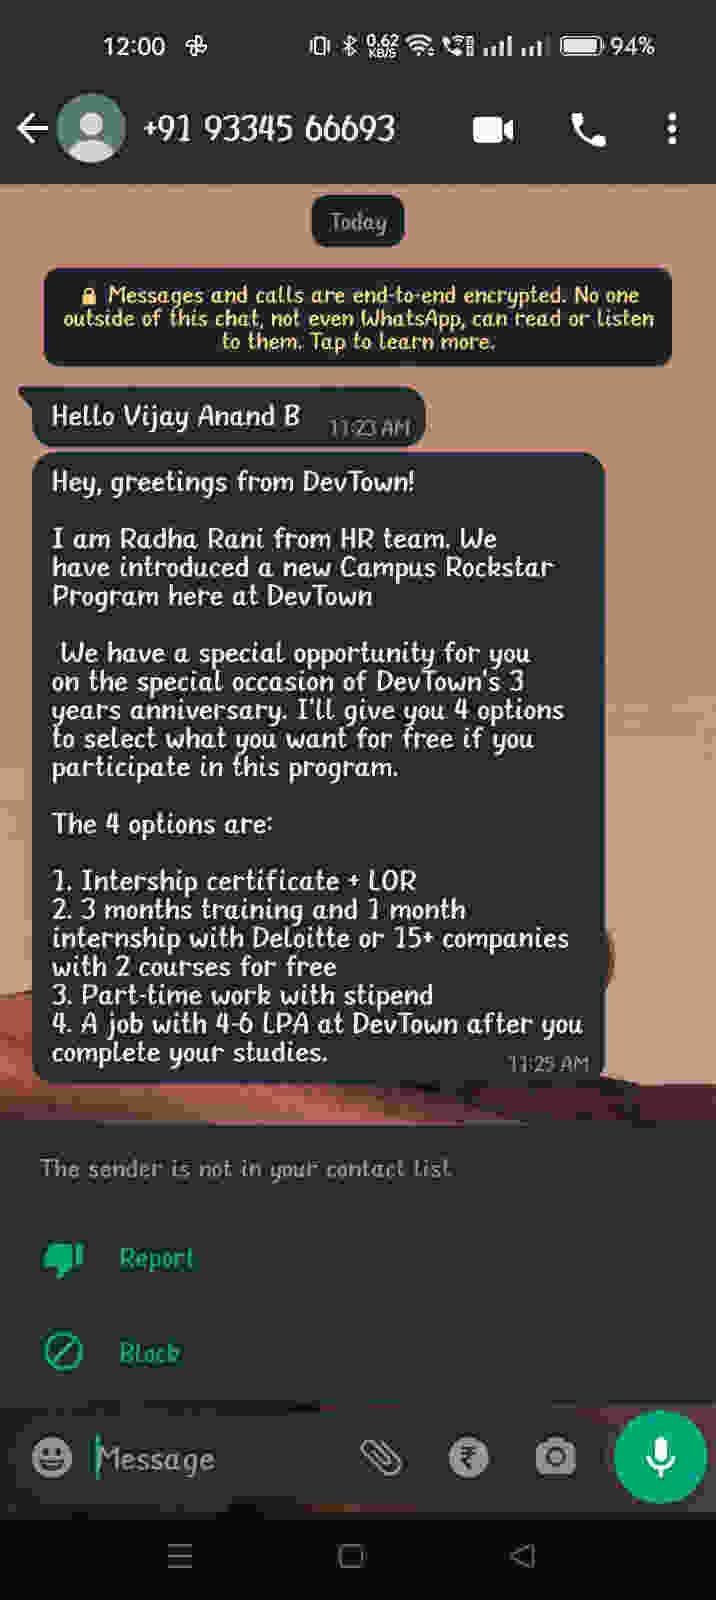 12:00 0.62 KB/S 94%
+91 93345 66693
Today
Messages and calls are end-to-end encrypted. No one
outside of this chat, not even WhatsApp, can read or listen
to them. Tap to learn more.
Hello Vijay Anand B 11:23 AM
Hey, greetings from DevTown!
I am Radha Rani from HR team. We
have introduced a new Campus Rockstar
Program here at DevTown
We have a special opportunity for you
on the special occasion of DevTown's 3
years anniversary. I'll give you 4 options
to select what you want for free if you
participate in this program.
The 4 options are:
1. Intership certificate + LOR
2. 3 months training and 1 month
internship with Deloitte or 15+ companies
with 2 courses for free
3. Part-time work with stipend
4. A job with 4-6 LPA at DevTown after you
complete your studies.
11:25 AM
The sender is not in your contact list
Report
Block
Message